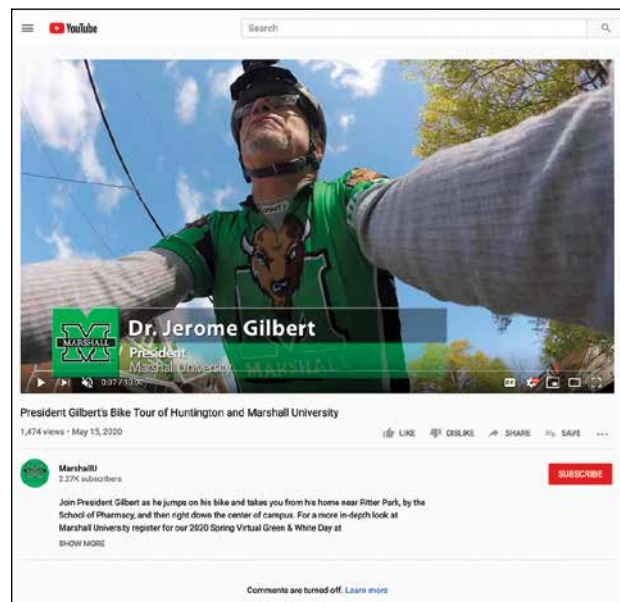 YouTube
Search
SMART
M
Dr. Jerome Gilbert
MARSHALL
President
Marshall University
0:37 / 10:00
CC
President Gilbert's Bike Tour of Huntington and Marshall University
1,474 views • May 15, 2020
LIKE
DISLIKE
SHARE
SAVE
MarshallU
2.27K subscribers
SUBSCRIBE
Join President Gilbert as he jumps on his bike and takes you from his home near Ritter Park, by the
School of Pharmacy, and then right down the center of campus. For a more in-depth look at
Marshall University register for our 2020 Spring Virtual Green & White Day at
SHOW MORE
Comments are turned off. Learn more